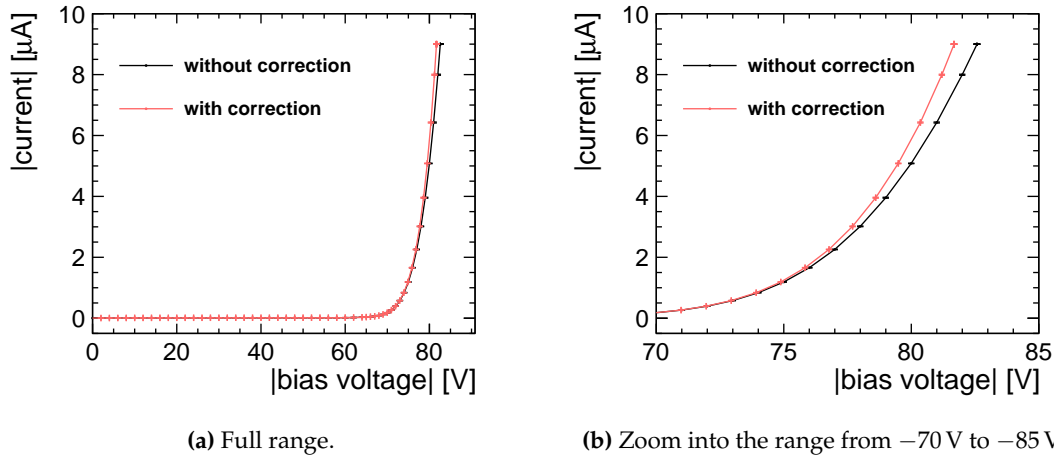 10
8
6
4
2
0
|current| [μA]
without correction
with correction
0 20 40 60 80
|bias voltage| [V]
(a) Full range.
10
8
6
4
2
0
|current| [μA]
without correction
with correction
70 75 80 85
|bias voltage| [V]
(b) Zoom into the range from −70 V to −85 V